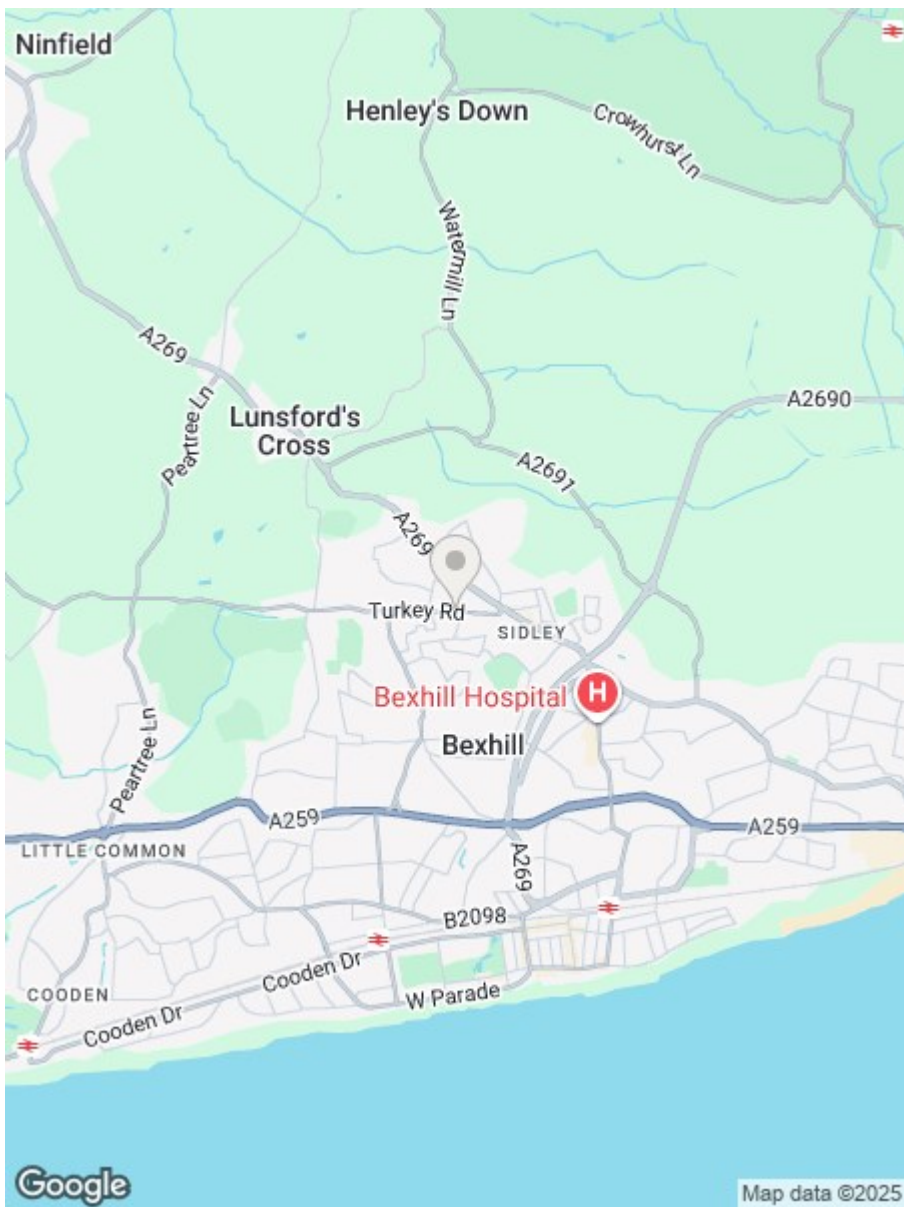 Ninfield
Henley's Down
Crowhurst Ln
Watermill Ln
A269
A2690
Peartree Ln
Lunsford's
Cross
A2691
A269
Turkey Rd
SIDLEY
Bexhill Hospital
H
Bexhill
Peartree Ln
A259
A259
LITTLE COMMON
A269
B2098
Cooden Dr
COODEN
W Parade
Cooden Dr
Google
Map data ©2025